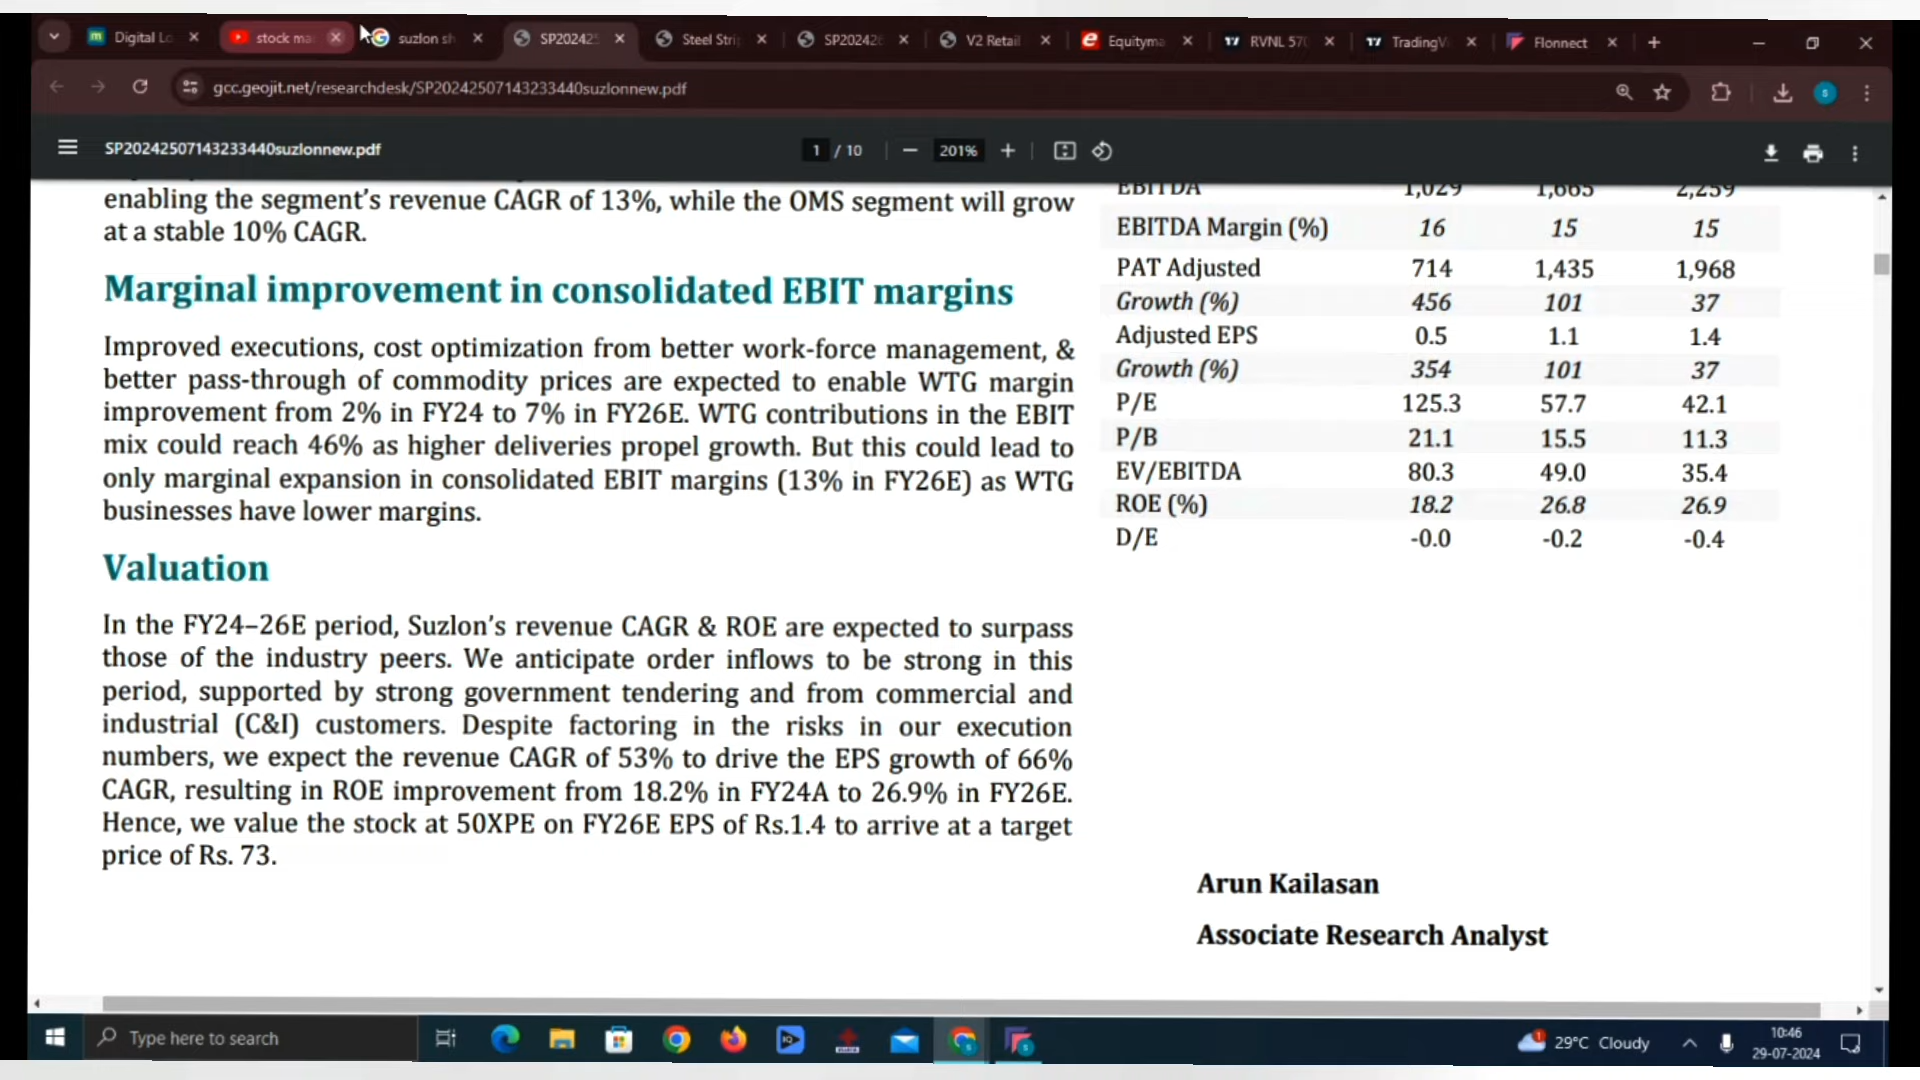 Digital Lo
stock ma
suzlon sh
SP20242
Steel Stri
SP20242
V2 Retail
Equityma
RVNL 57
TradingV
Flonnect
gcc.geojit.net/researchdesk/SP20242507143233440suzlonnew.pdf
SP20242507143233440suzlonnew.pdf
1 / 10
201%
enabling the segment's revenue CAGR of 13%, while the OMS segment will grow
at a stable 10% CAGR.
Marginal improvement in consolidated EBIT margins
Improved executions, cost optimization from better work-force management, &
better pass-through of commodity prices are expected to enable WTG margin
improvement from 2% in FY24 to 7% in FY26E. WTG contributions in the EBIT
mix could reach 46% as higher deliveries propel growth. But this could lead to
only marginal expansion in consolidated EBIT margins (13% in FY26E) as WTG
businesses have lower margins.
Valuation
In the FY24–26E period, Suzlon's revenue CAGR & ROE are expected to surpass
those of the industry peers. We anticipate order inflows to be strong in this
period, supported by strong government tendering and from commercial and
industrial (C&I) customers. Despite factoring in the risks in our execution
numbers, we expect the revenue CAGR of 53% to drive the EPS growth of 66%
CAGR, resulting in ROE improvement from 18.2% in FY24A to 26.9% in FY26E.
Hence, we value the stock at 50XPE on FY26E EPS of Rs.1.4 to arrive at a target
price of Rs. 73.
EBITDA 1,029 1,665 2,259
EBITDA Margin (%) 16 15 15
PAT Adjusted 714 1,435 1,968
Growth (%) 456 101 37
Adjusted EPS 0.5 1.1 1.4
Growth (%) 354 101 37
P/E 125.3 57.7 42.1
P/B 21.1 15.5 11.3
EV/EBITDA 80.3 49.0 35.4
ROE (%) 18.2 26.8 26.9
D/E -0.0 -0.2 -0.4
Arun Kailasan
Associate Research Analyst
Type here to search
29°C Cloudy
10:46
29-07-2024